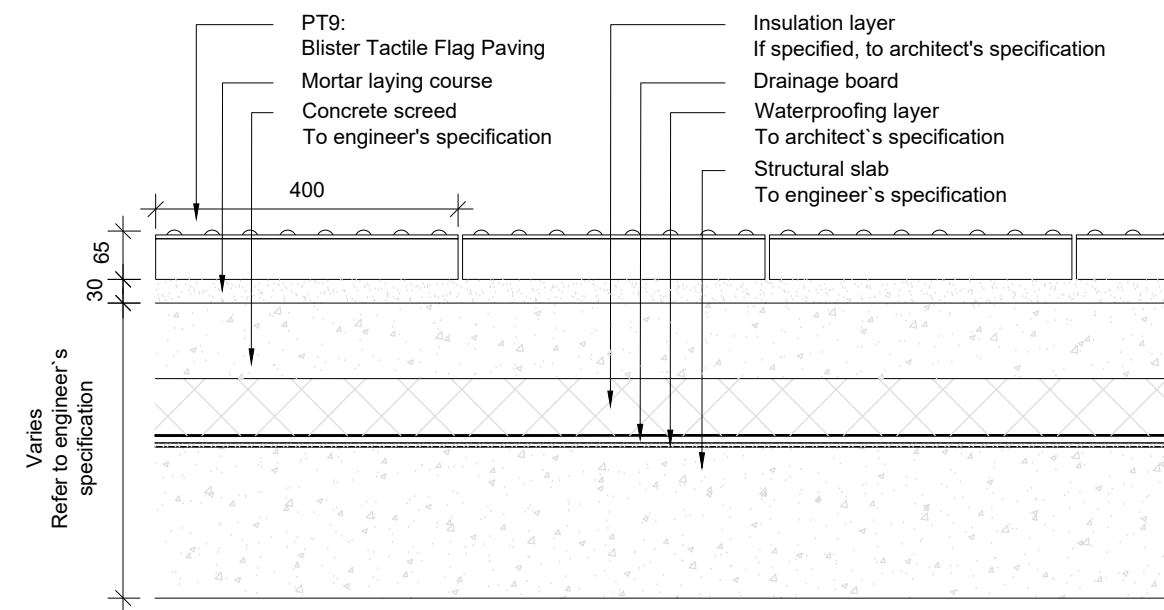 PT9:
Blister Tactile Flag Paving
Mortar laying course
Concrete screed
To engineer's specification
Insulation layer
If specified, to architect's specification
Drainage board
Waterproofing layer
To architect`s specification
Structural slab
To engineer`s specification
400
65
30
Varies
Refer to engineer`s
specification